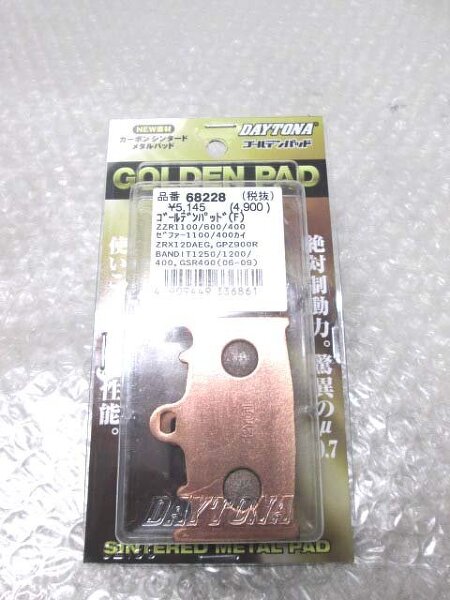 NEW素材
カーボン シンタード
メタルパッド
DAYTONA
ゴールデンパッド
GOLDEN PAD
品番 68228 (税抜)
¥5,145 (4,900)
ｺﾞｰﾙﾃﾞﾝﾊﾟｯﾄﾞ(F)
ZZR1100/600/400
ｾﾞﾌｧｰ1100/400ｶｲ
ZRX12DAEG,GPZ900R
BANDIT1250/1200/
400,GSR400(06-09)
絶対制動力。驚異のμ
性能。
DAYTONA
SINTERED METAL PAD